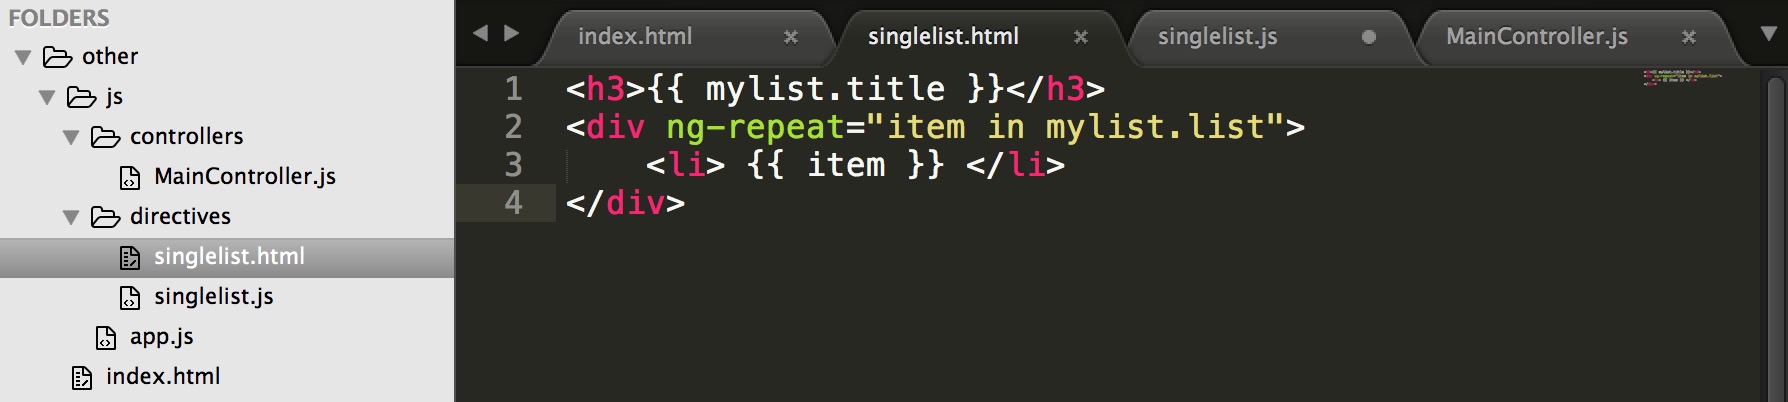 FOLDERS
other
js
controllers
MainController.js
directives
singlelist.html
singlelist.js
app.js
index.html
index.html singlelist.html singlelist.js MainController.js
1 <h3>{{ mylist.title }}</h3>
2 <div ng-repeat="item in mylist.list">
3     <li> {{ item }} </li>
4 </div>